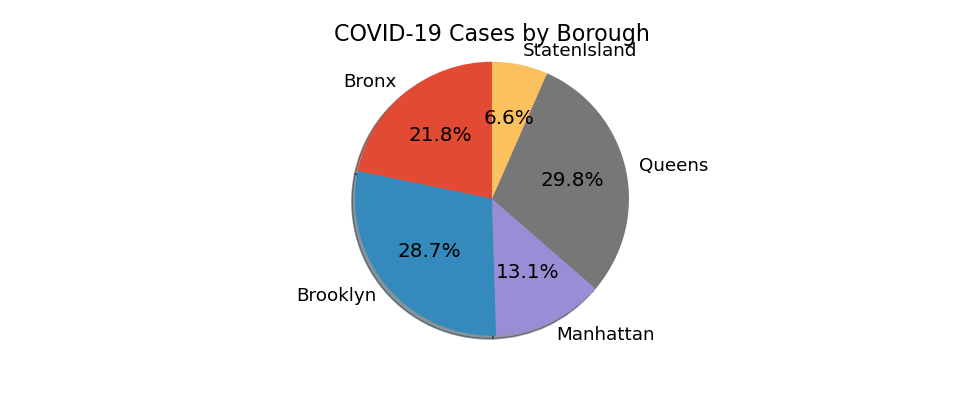 COVID-19 Cases by Borough
StatenIsland
Bronx
6.6%
21.8%
Queens
29.8%
28.7%
13.1%
Brooklyn
Manhattan